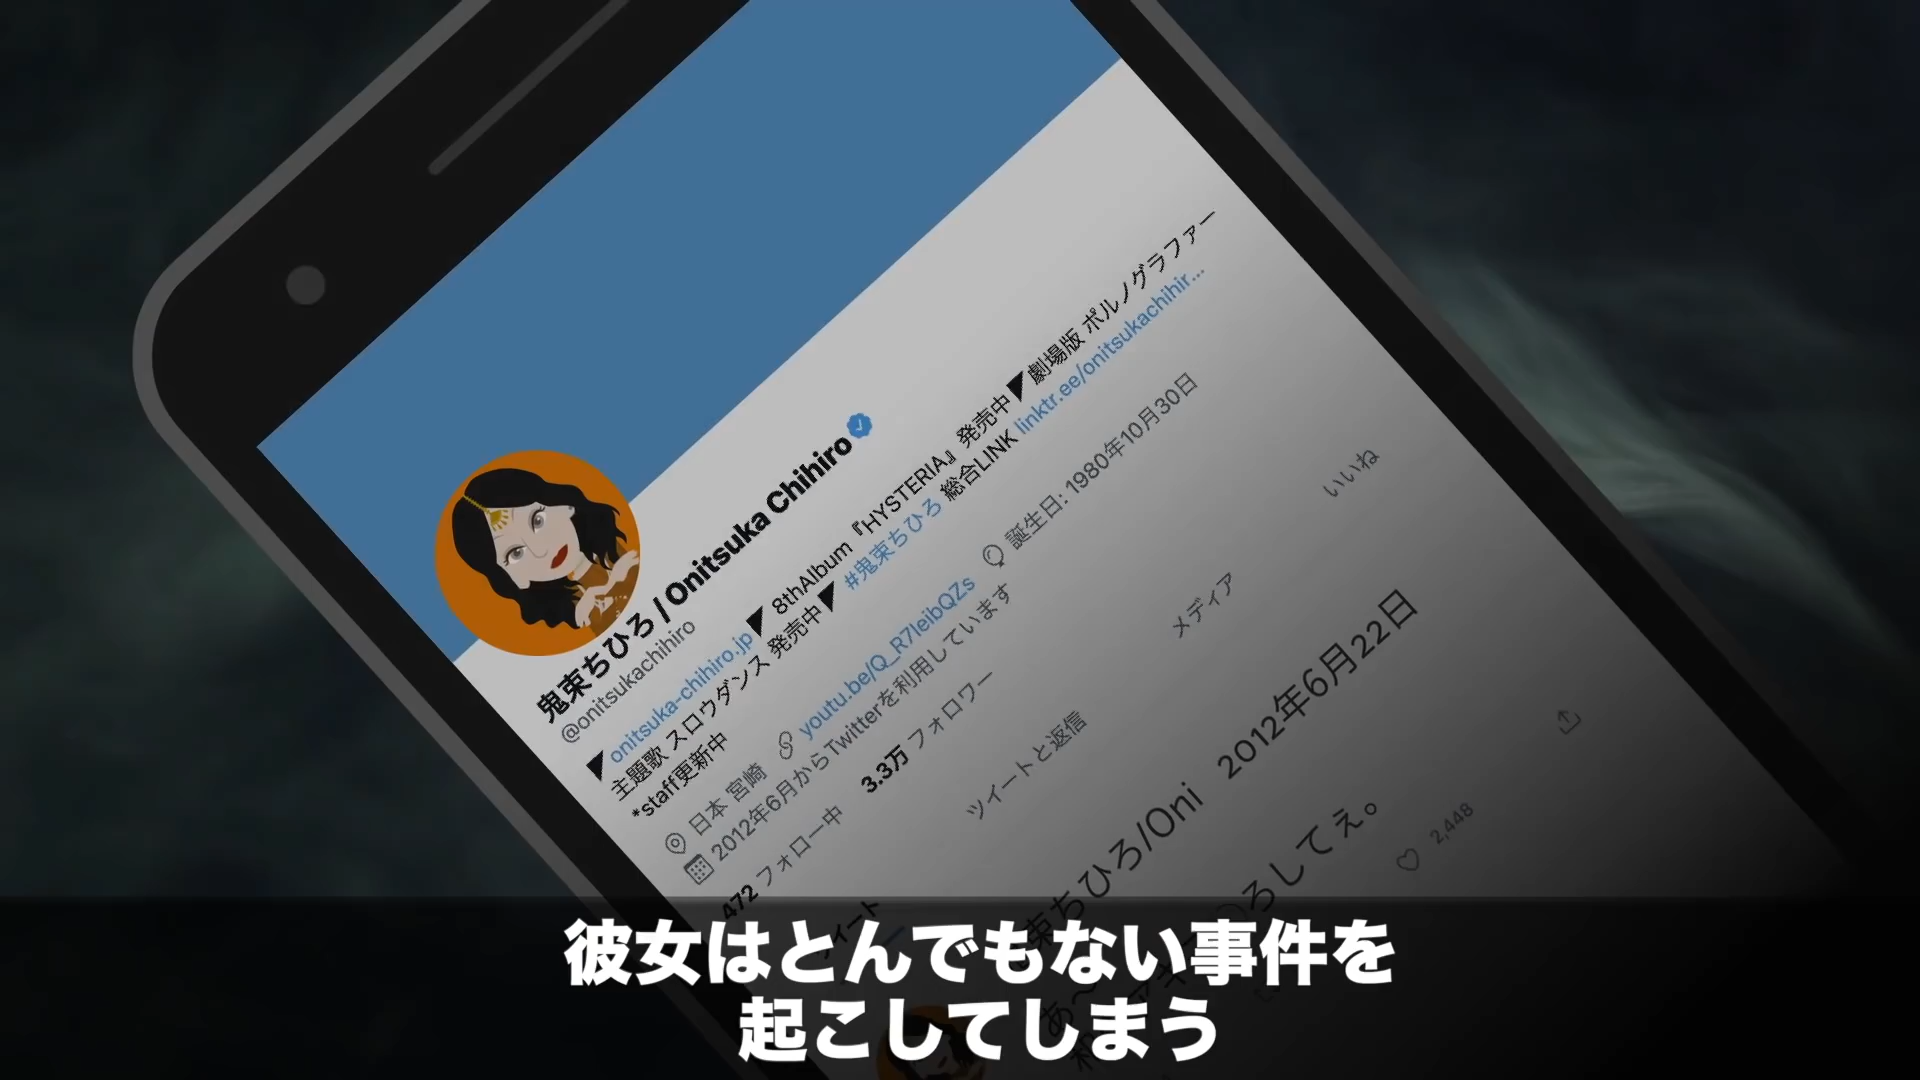 鬼束ちひろ / Onitsuka Chihiro
@onitsukachihiro
▼onitsuka-chihiro.jp▼ 8thAlbum『HYSTERIA』発売中▼劇場版 ポルノグラファー
主題歌 スロウダンス 発売中▼ #鬼束ちひろ 総合LINK linktr.ee/onitsukachihir...
*staff更新中
日本 宮崎 youtu.be/Q_R7leibQZs 誕生日: 1980年10月30日
2012年6月からTwitterを利用しています
472 フォロー中 3.3万 フォロワー
ツイートと返信 メディア いいね
束ちひろ/Oni 2012年6月22日
あ〜
ろしてぇ。
2,448
彼女はとんでもない事件を
起こしてしまう